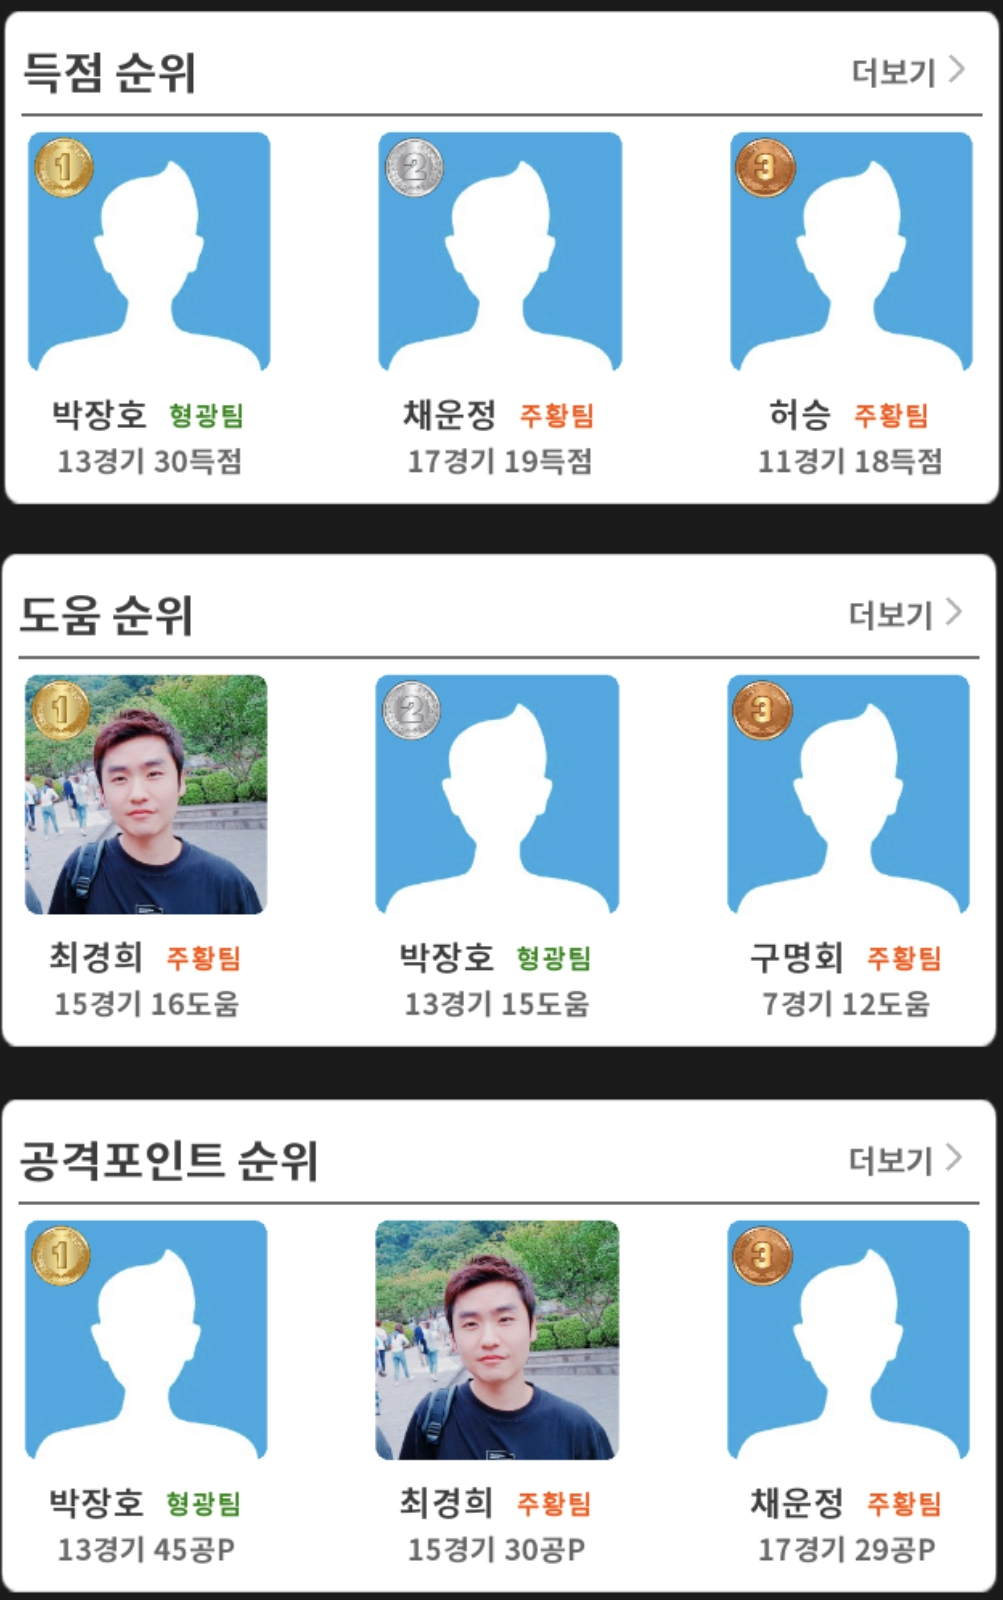 득점 순위 더보기
1 2 3
박장호 형광팀 채운정 주황팀 허승 주황팀
13경기 30득점 17경기 19득점 11경기 18득점
도움 순위 더보기
1 2 3
최경희 주황팀 박장호 형광팀 구명회 주황팀
15경기 16도움 13경기 15도움 7경기 12도움
공격포인트 순위 더보기
1 3
박장호 형광팀 최경희 주황팀 채운정 주황팀
13경기 45공P 15경기 30공P 17경기 29공P